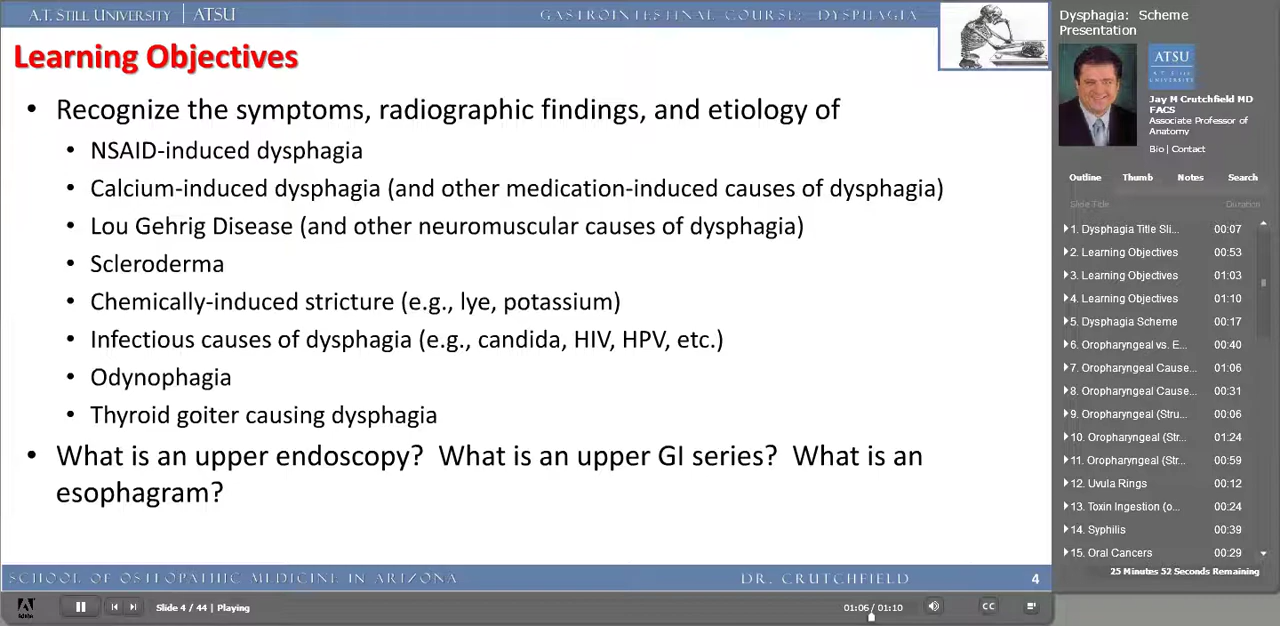 A.T. STILL UNIVERSITY | ATSU
GASTROINTESTINAL COURSE: DYSPHAGIA
Learning Objectives
• Recognize the symptoms, radiographic findings, and etiology of
• NSAID-induced dysphagia
• Calcium-induced dysphagia (and other medication-induced causes of dysphagia)
• Lou Gehrig Disease (and other neuromuscular causes of dysphagia)
• Scleroderma
• Chemically-induced stricture (e.g., lye, potassium)
• Infectious causes of dysphagia (e.g., candida, HIV, HPV, etc.)
• Odynophagia
• Thyroid goiter causing dysphagia
• What is an upper endoscopy? What is an upper GI series? What is an
esophagram?
SCHOOL OF OSTEOPATHIC MEDICINE IN ARIZONA
DR. CRUTCHFIELD
4
Adobe
Slide 4 / 44 | Playing
01:06 / 01:10
CC
Dysphagia: Scheme
Presentation
ATSU
A.T. STILL
UNIVERSITY
Jay M Crutchfield MD
FACS
Associate Professor of
Anatomy
Bio | Contact
Outline Thumb Notes Search
Slide Title Duration
1. Dysphagia Title Sli... 00:07
2. Learning Objectives 00:53
3. Learning Objectives 01:03
4. Learning Objectives 01:10
5. Dysphagia Scheme 00:17
6. Oropharyngeal vs. E... 00:40
7. Oropharyngeal Cause... 01:06
8. Oropharyngeal Cause... 00:31
9. Oropharyngeal (Stru... 00:06
10. Oropharyngeal (Str... 01:24
11. Oropharyngeal (Str... 00:59
12. Uvula Rings 00:12
13. Toxin Ingestion (o... 00:24
14. Syphilis 00:39
15. Oral Cancers 00:29
25 Minutes 52 Seconds Remaining